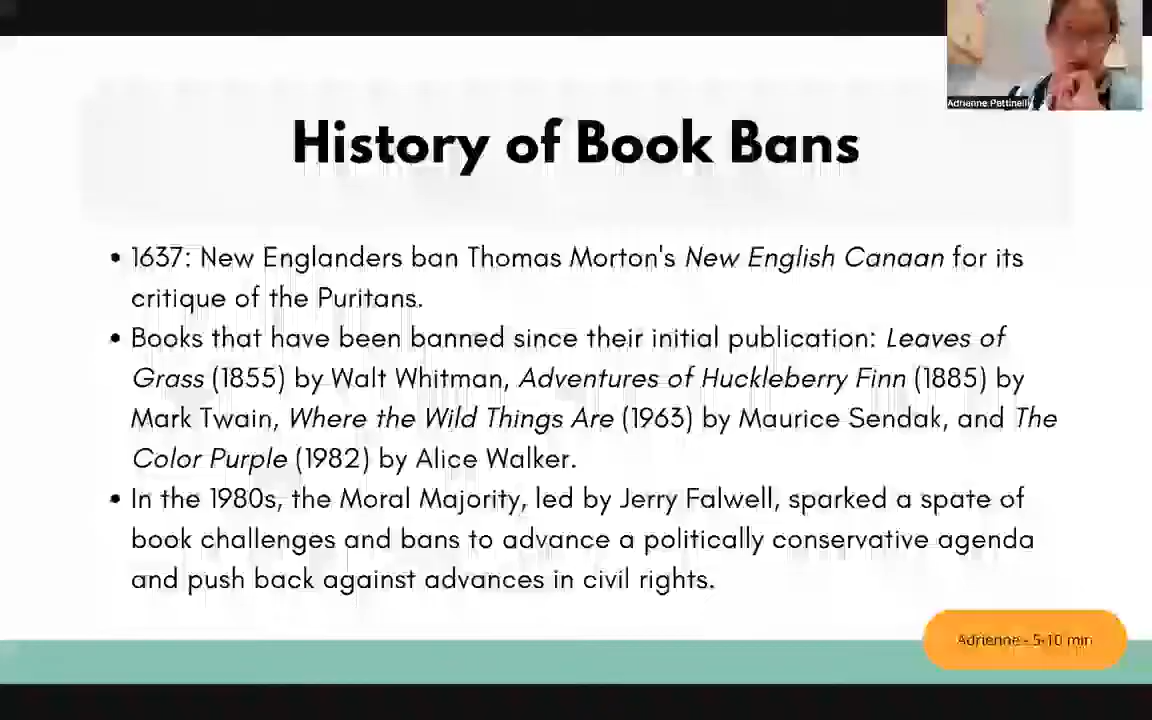 Adrienne Pettinelli
History of Book Bans
• 1637: New Englanders ban Thomas Morton's New English Canaan for its
critique of the Puritans.
• Books that have been banned since their initial publication: Leaves of
Grass (1855) by Walt Whitman, Adventures of Huckleberry Finn (1885) by
Mark Twain, Where the Wild Things Are (1963) by Maurice Sendak, and The
Color Purple (1982) by Alice Walker.
• In the 1980s, the Moral Majority, led by Jerry Falwell, sparked a spate of
book challenges and bans to advance a politically conservative agenda
and push back against advances in civil rights.
Adrienne - 5-10 min